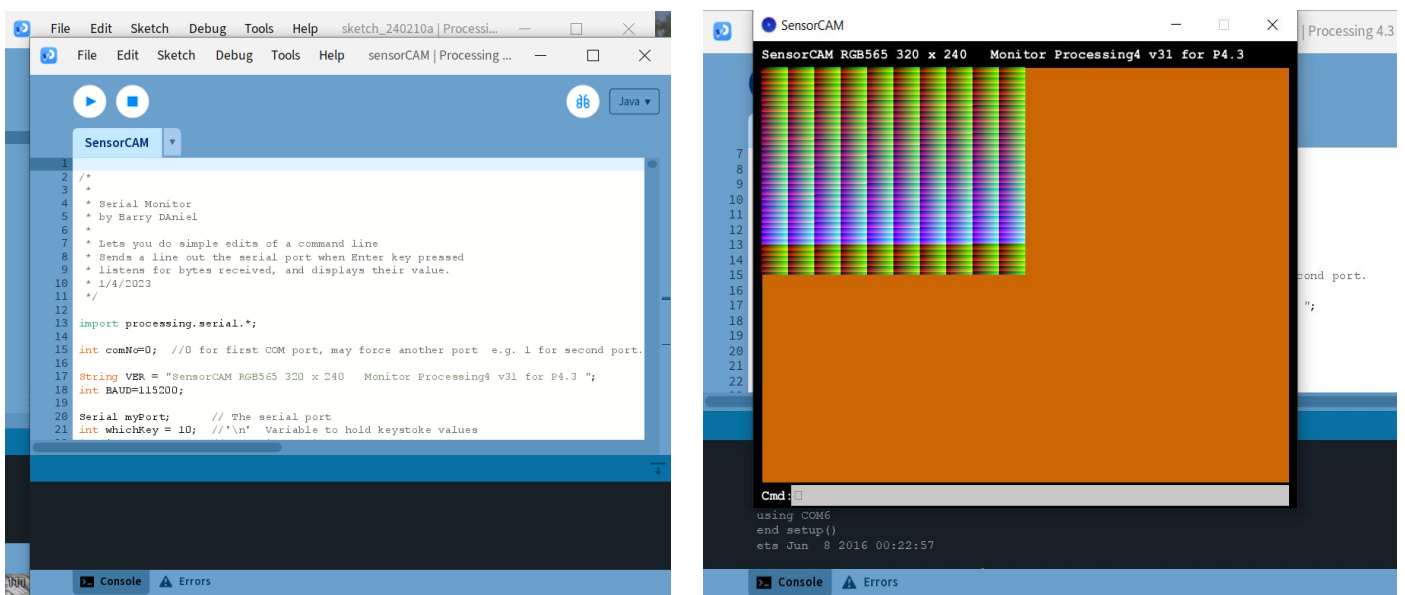 File Edit Sketch Debug Tools Help sketch_240210a | Processi...
File Edit Sketch Debug Tools Help sensorCAM | Processing ...
Java
SensorCAM
1
2 /*
3 *
4 * Serial Monitor
5 * by Barry DAniel
6 *
7 * Lets you do simple edits of a command line
8 * Sends a line out the serial port when Enter key pressed
9 * listens for bytes received, and displays their value.
10 * 1/4/2023
11 */
12
13 import processing.serial.*;
14
15 int comNo=0; //0 for first COM port, may force another port e.g. 1 for second port.
16
17 String VER = "SensorCAM RGB565 320 x 240 Monitor Processing4 v31 for P4.3 ";
18 int BAUD=115200;
19
20 Serial myPort; // The serial port
21 int whichKey = 10; //'\n' Variable to hold keystoke values
Console Errors
SensorCAM
| Processing 4.3
SensorCAM RGB565 320 x 240 Monitor Processing4 v31 for P4.3
7
8
9
10
11
12
13
14
15 cond port.
16
17 ";
18
19
20
21
22
Cmd:
using COM6
end setup()
ets Jun 8 2016 00:22:57
Console Errors